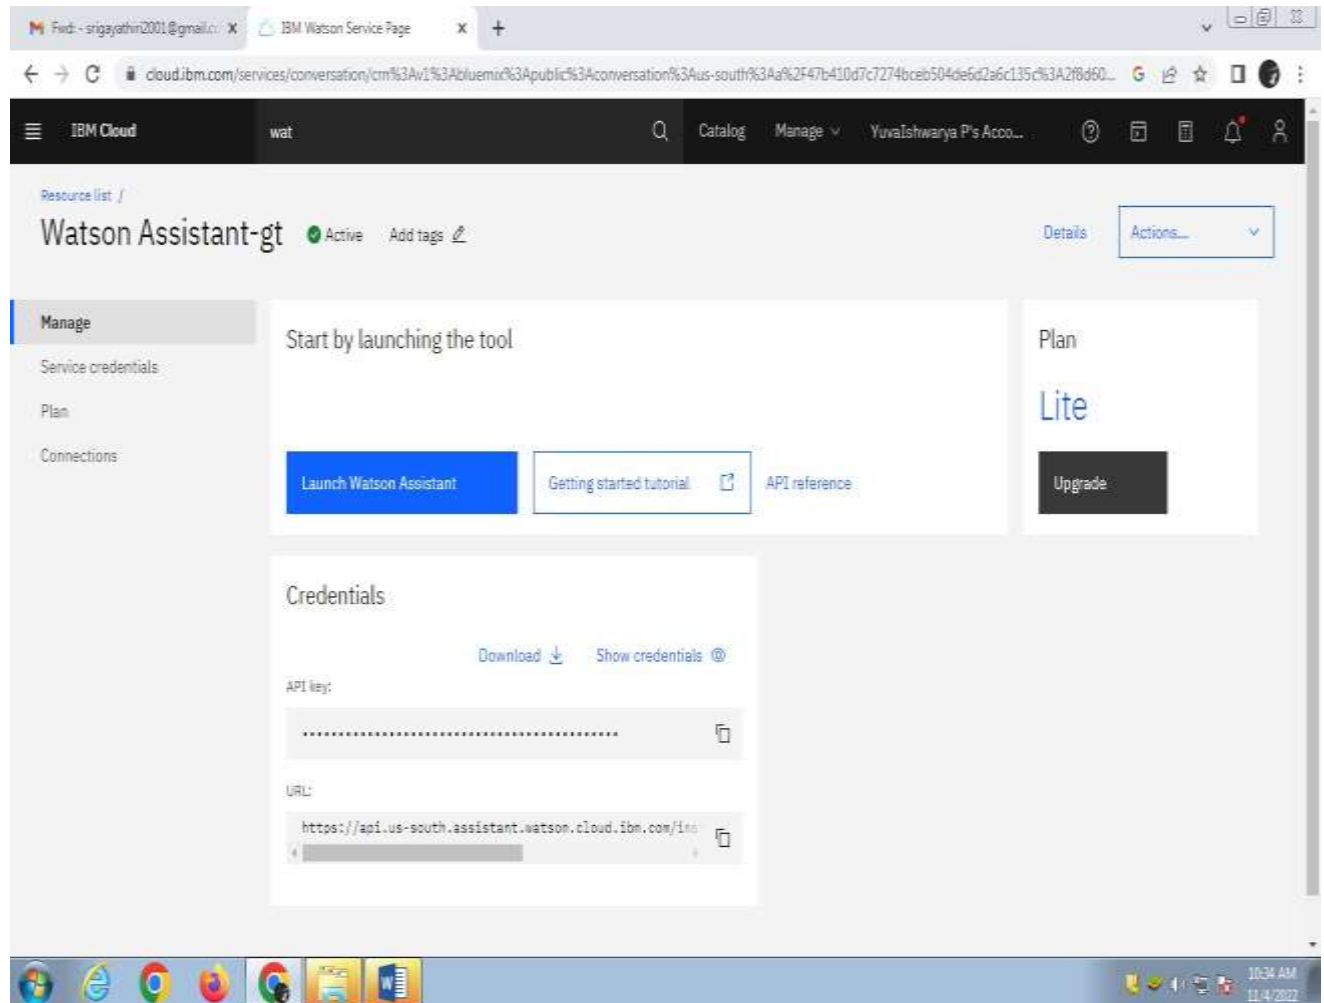 Fwd: - srigayathiri2001@gmail.c
IBM Watson Service Page
cloud.ibm.com/services/conversation/crn%3Av1%3Abluemix%3Apublic%3Aconversation%3Aus-south%3Aa%2F47b410d7c7274bceb504de6d2a6c135c%3A2f8d60...
IBM Cloud wat Catalog Manage YuvaIshwarya P's Acco...
Resource list /
Watson Assistant-gt Active Add tags Details Actions...
Manage
Service credentials
Plan
Connections
Start by launching the tool
Launch Watson Assistant Getting started tutorial API reference
Plan
Lite
Upgrade
Credentials
Download Show credentials
API key:
URL:
https://api.us-south.assistant.watson.cloud.ibm.com/ins
10:34 AM
11/4/2022